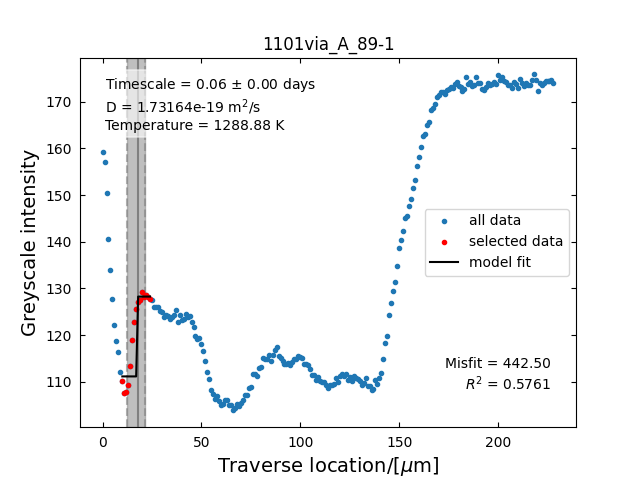 1101via_A_89-1
Timescale = 0.06 ± 0.00 days
D = 1.73164e-19 m²/s
Temperature = 1288.88 K
170
160
150
140
130
120
110
Greyscale intensity
all data
selected data
model fit
Misfit = 442.50
R² = 0.5761
0 50 100 150 200
Traverse location/[μm]